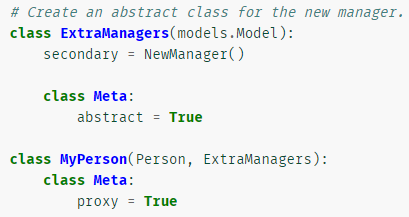 # Create an abstract class for the new manager.
class ExtraManagers(models.Model):
    secondary = NewManager()

    class Meta:
        abstract = True

class MyPerson(Person, ExtraManagers):
    class Meta:
        proxy = True